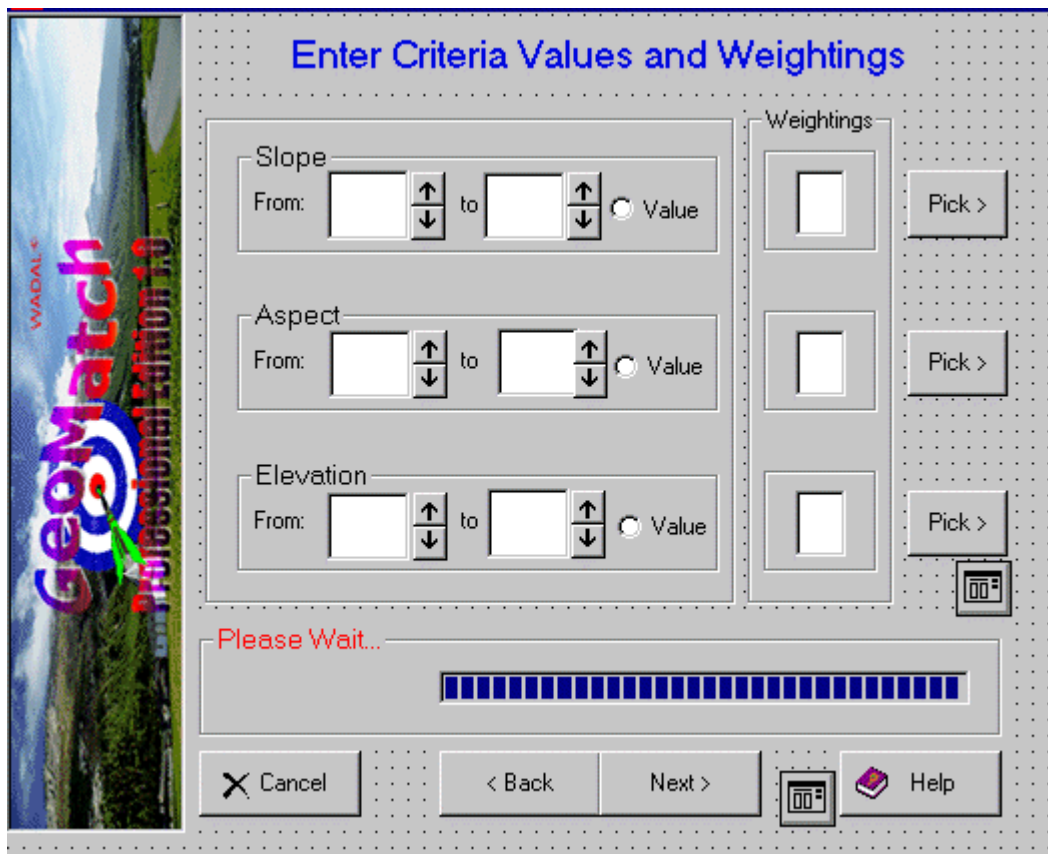 Enter Criteria Values and Weightings
WADAL ©
GeoMatch
Professional Edition 1.0
Weightings
Slope
From: to Value
Pick >
Aspect
From: to Value
Pick >
Elevation
From: to Value
Pick >
Please Wait...
Cancel
< Back
Next >
Help